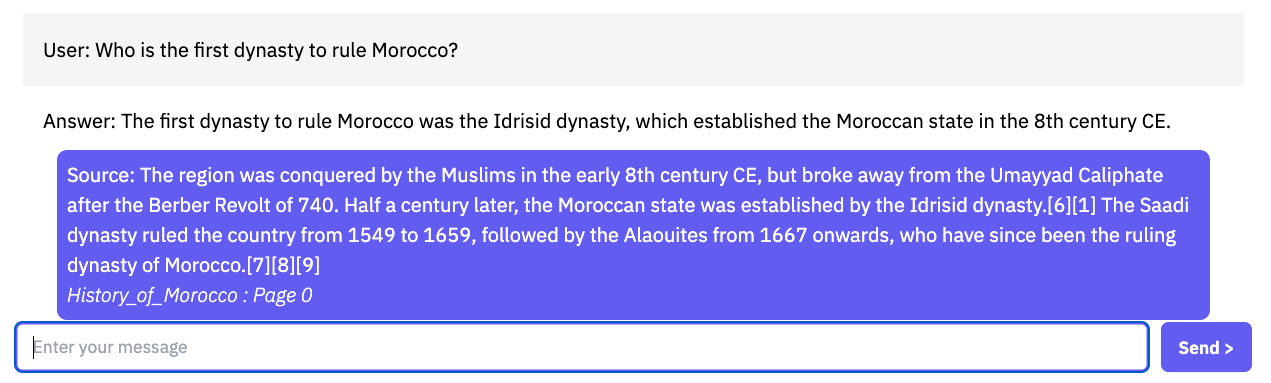 User: Who is the first dynasty to rule Morocco?
Answer: The first dynasty to rule Morocco was the Idrisid dynasty, which established the Moroccan state in the 8th century CE.
Source: The region was conquered by the Muslims in the early 8th century CE, but broke away from the Umayyad Caliphate
after the Berber Revolt of 740. Half a century later, the Moroccan state was established by the Idrisid dynasty.[6][1] The Saadi
dynasty ruled the country from 1549 to 1659, followed by the Alaouites from 1667 onwards, who have since been the ruling
dynasty of Morocco.[7][8][9]
History_of_Morocco : Page 0
Enter your message
Send >